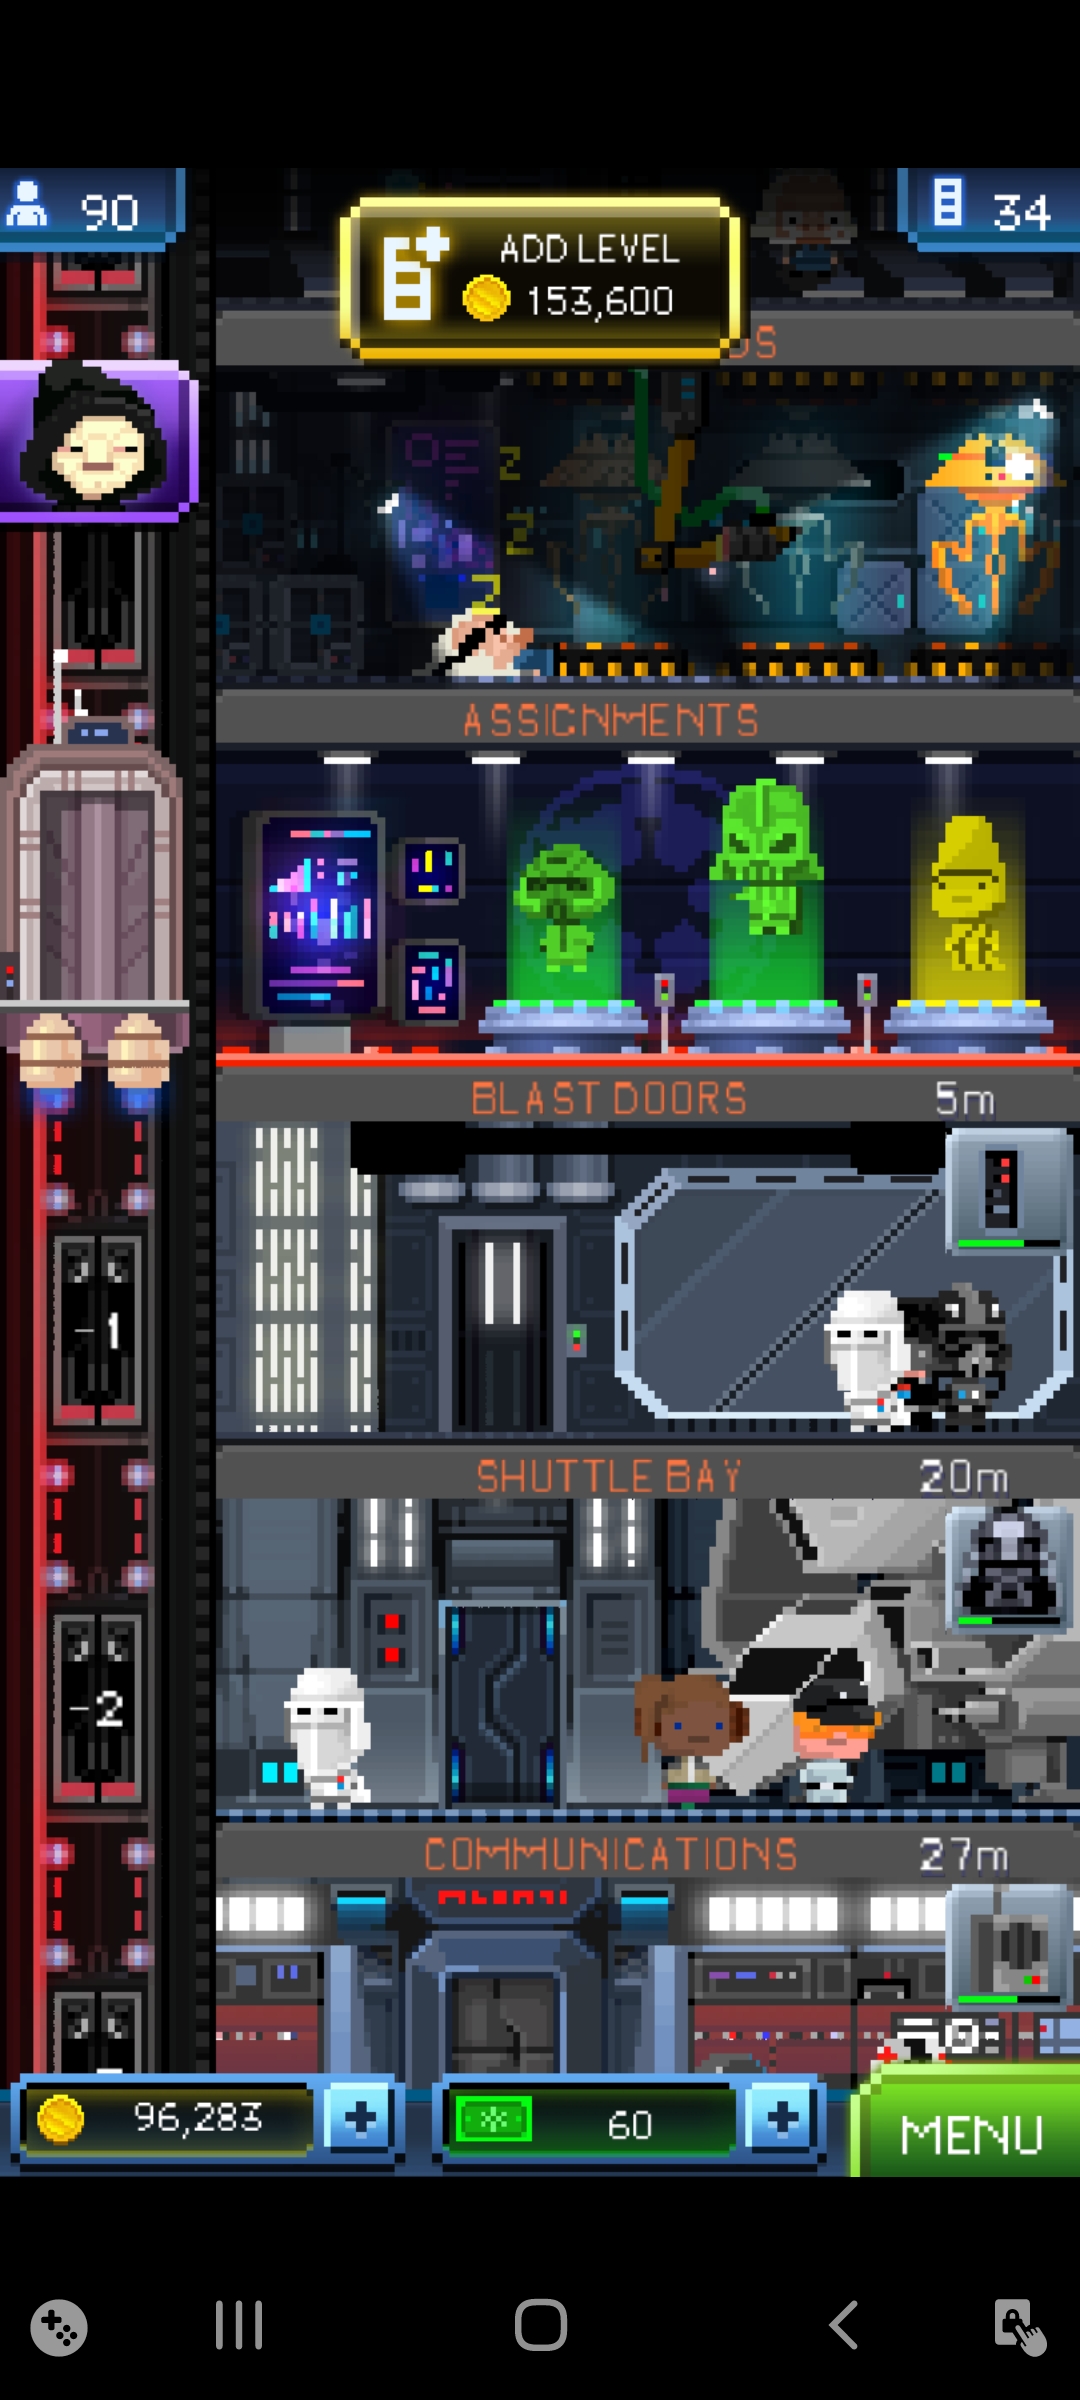 90
ADD LEVEL
34
153,600
Z
Z
Z
ASSIGNMENTS
BLAST DOORS 5m
-1
SHUTTLE BAY 20m
-2
COMMUNICATIONS 27m
96,283
60
MENU